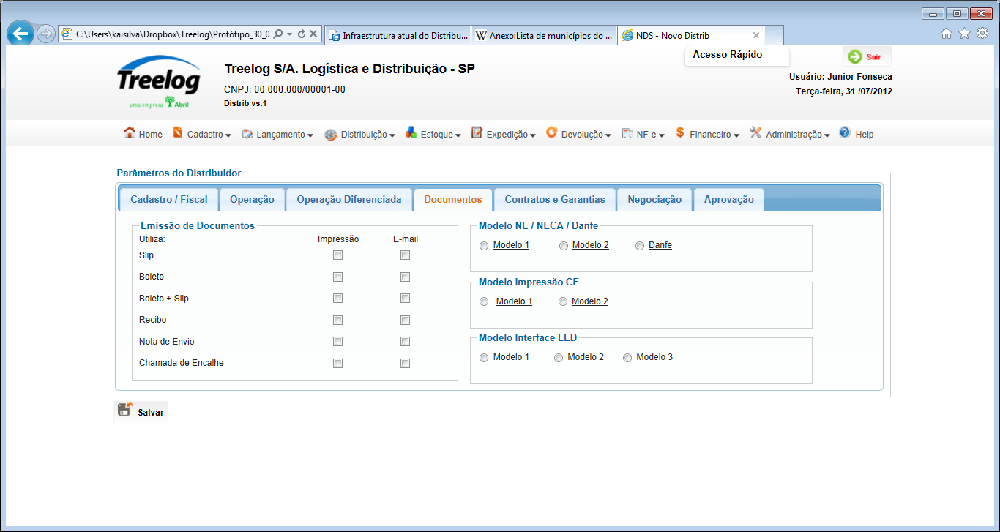 C:\Users\kaisilva\Dropbox\Treelog\Protótipo_30_0
Infraestrutura atual do Distribu...
W Anexo:Lista de municípios do ...
NDS - Novo Distrib
Acesso Rápido
Sair
Treelog
uma empresa Abril
Treelog S/A. Logística e Distribuição - SP
CNPJ: 00.000.000/00001-00
Distrib vs.1
Usuário: Junior Fonseca
Terça-feira, 31 /07/2012
Home Cadastro Lançamento Distribuição Estoque Expedição Devolução NF-e Financeiro Administração Help
Parâmetros do Distribuidor
Cadastro / Fiscal Operação Operação Diferenciada Documentos Contratos e Garantias Negociação Aprovação
Emissão de Documentos
Utiliza: Impressão E-mail
Slip
Boleto
Boleto + Slip
Recibo
Nota de Envio
Chamada de Encalhe
Modelo NE / NECA / Danfe
Modelo 1 Modelo 2 Danfe
Modelo Impressão CE
Modelo 1 Modelo 2
Modelo Interface LED
Modelo 1 Modelo 2 Modelo 3
Salvar